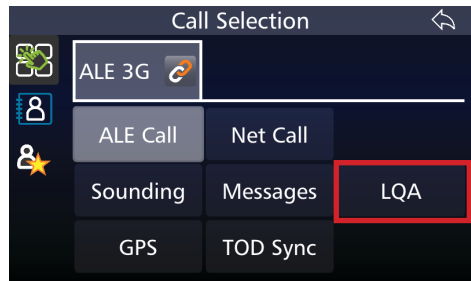 Call Selection
ALE 3G
ALE Call
Net Call
Sounding
Messages
LQA
GPS
TOD Sync